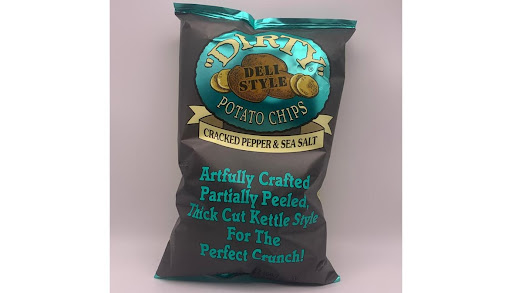 "DIRTY"
DELI
STYLE
POTATO CHIPS
CRACKED PEPPER & SEA SALT
Artfully Crafted
Partially Peeled,
Thick Cut Kettle Style
For The
Perfect Crunch!